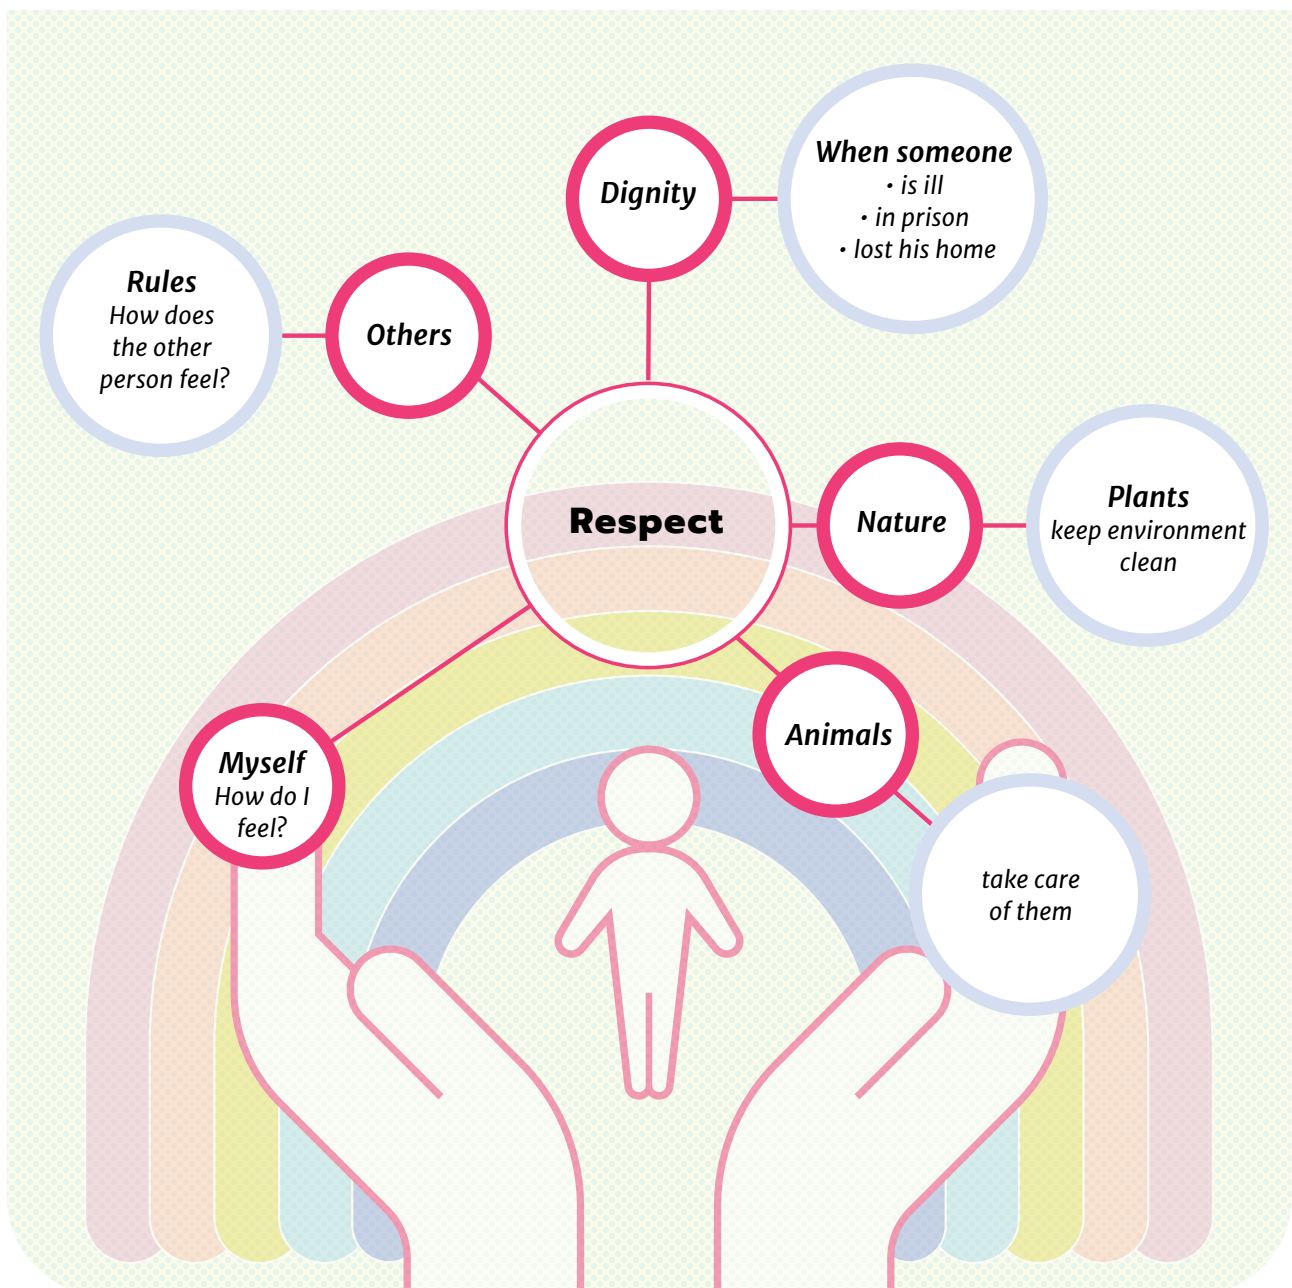 Dignity
When someone
• is ill
• in prison
• lost his home
Rules
How does
the other
person feel?
Others
Respect
Nature
Plants
keep environment
clean
Myself
How do I
feel?
Animals
take care
of them